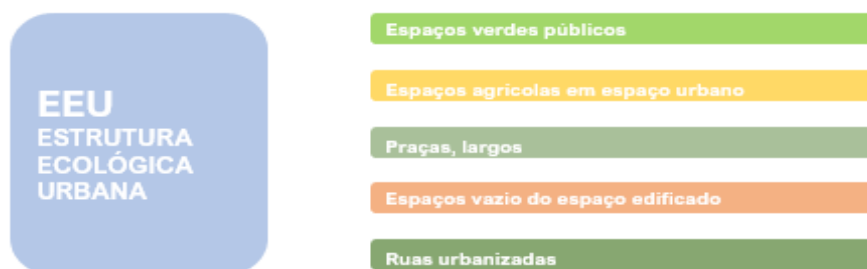 EEU
ESTRUTURA
ECOLÓGICA
URBANA
Espaços verdes públicos
Espaços agricolas em espaço urbano
Praças, largos
Espaços vazio do espaço edificado
Ruas urbanizadas